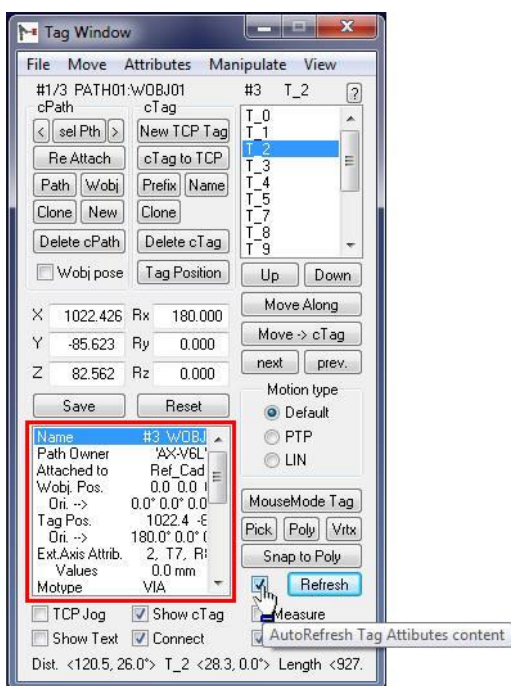 Tag Window
File Move Attributes Manipulate View
#1/3 PATH01:WOBJ01 #3 T_2 ?
cPath cTag
< sel Pth > New TCP Tag
Re Attach cTag to TCP
Path Wobj Prefix Name
Clone New Clone
Delete cPath Delete cTag
Wobj pose Tag Position
T_0
T_1
T_2
T_3
T_4
T_5
T_7
T_8
T_9
Up Down
Move Along
Move -> cTag
next prev.
X 1022.426 Rx 180.000
Y -85.623 Ry 0.000
Z 82.562 Rz 0.000
Save Reset
Motion type
Default
PTP
LIN
Name #3 WOBJ
Path Owner 'AX-V6L'
Attached to Ref_Cad
Wobj. Pos. 0.0 0.0
Ori. --> 0.0° 0.0° 0.0
Tag Pos. 1022.4
Ori. --> 180.0° 0.0°
Ext.Axis Attrib. 2, T7,
Values 0.0 mm
Motype VIA
MouseMode Tag
Pick Poly Vrtx
Snap to Poly
Refresh
TCP Jog Show cTag Measure
Show Text Connect
AutoRefresh Tag Attibutes content
Dist. <120.5, 26.0°> T_2 <28.3, 0.0°> Length <927.